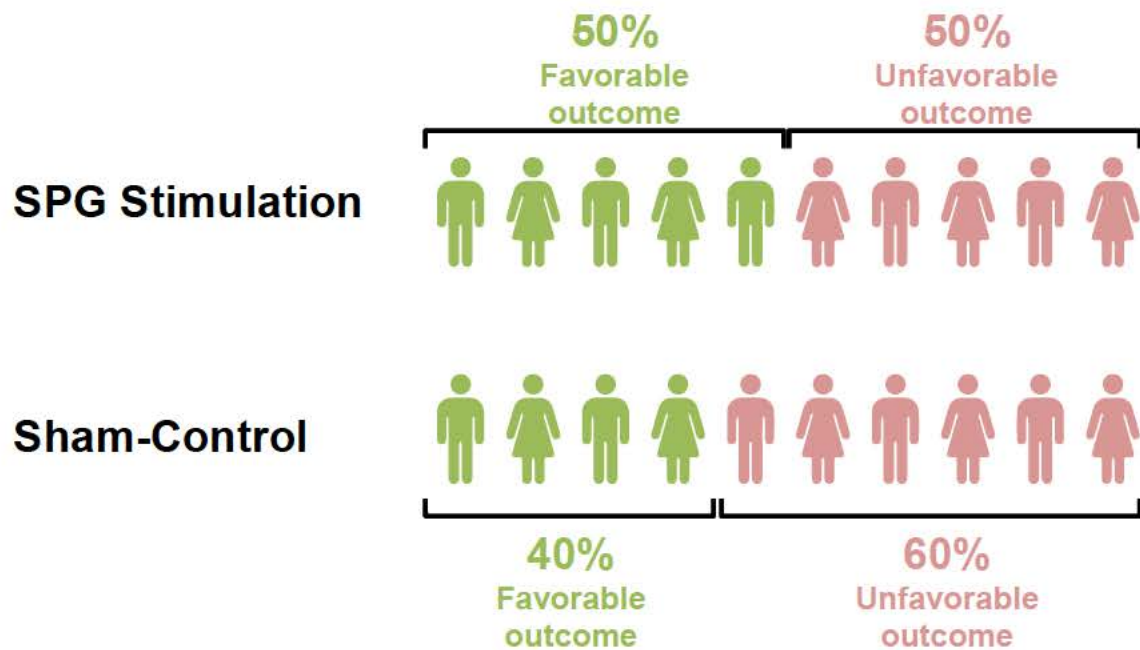 50%
Favorable
outcome
50%
Unfavorable
outcome
SPG Stimulation
Sham-Control
40%
Favorable
outcome
60%
Unfavorable
outcome